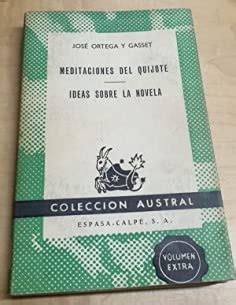 JOSÉ ORTEGA Y GASSET
MEDITACIONES DEL QUIJOTE
IDEAS SOBRE LA NOVELA
COLECCION AUSTRAL
ESPASA-CALPE, S. A.
VOLUMEN
EXTRA